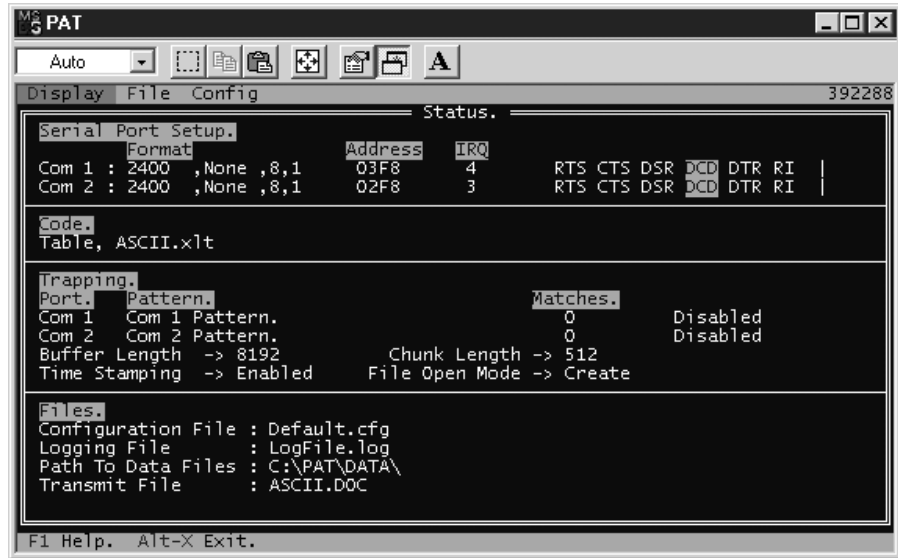 PAT
Auto
A
Display File Config 392288
Status.
Serial Port Setup.
Format Address IRQ
Com 1 : 2400 ,None ,8,1 03F8 4 RTS CTS DSR DCD DTR RI |
Com 2 : 2400 ,None ,8,1 02F8 3 RTS CTS DSR DCD DTR RI |
Code.
Table, ASCII.xlt
Trapping.
Port. Pattern. Matches.
Com 1 Com 1 Pattern. 0 Disabled
Com 2 Com 2 Pattern. 0 Disabled
Buffer Length -> 8192 Chunk Length -> 512
Time Stamping -> Enabled File Open Mode -> Create
Files.
Configuration File : Default.cfg
Logging File : LogFile.log
Path To Data Files : C:\PAT\DATA\
Transmit File : ASCII.DOC
F1 Help. Alt-X Exit.